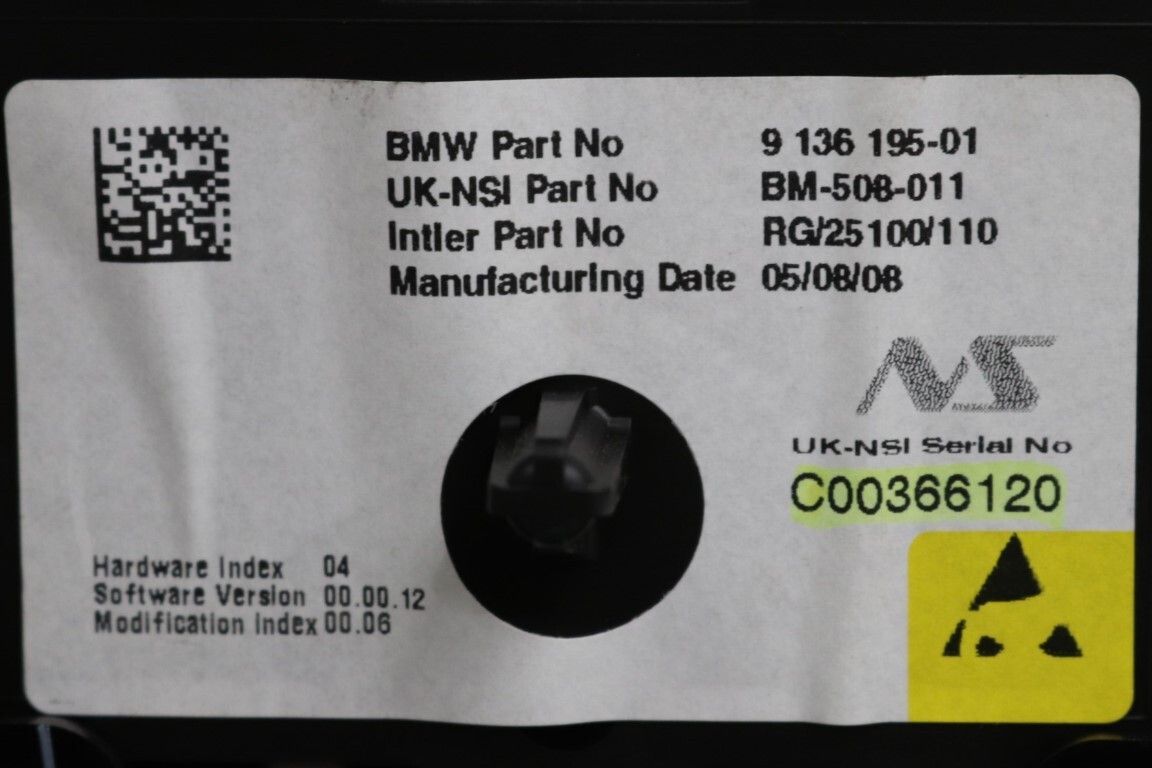 BMW Part No 9 136 195-01
UK-NSI Part No BM-508-011
Intier Part No RG/25100/110
Manufacturing Date 05/08/08
NS
UK-NSI Serial No
C00366120
Hardware Index 04
Software Version 00.00.12
Modification Index 00.06